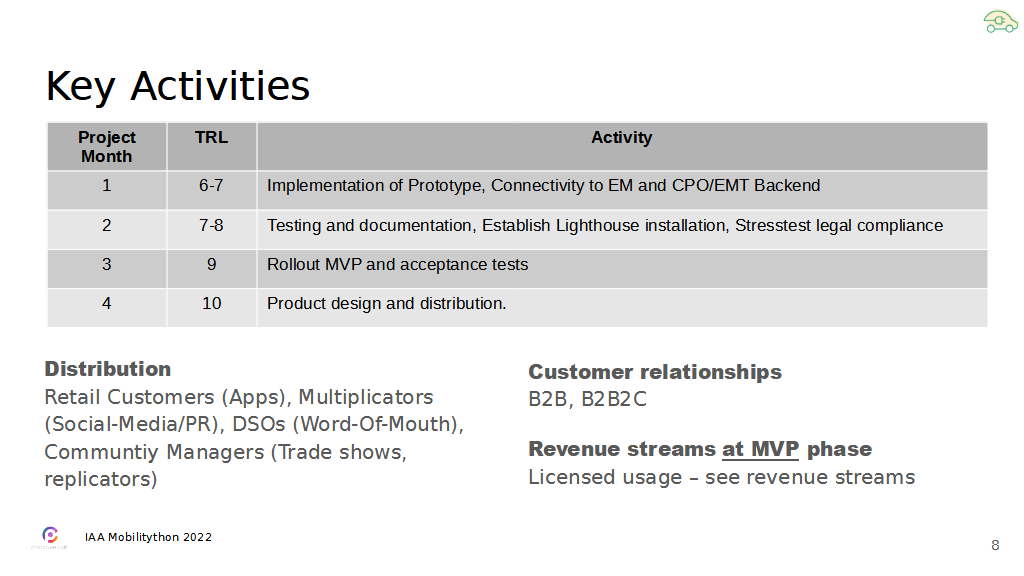 Key Activities
Project Month TRL Activity
1 6-7 Implementation of Prototype, Connectivity to EM and CPO/EMT Backend
2 7-8 Testing and documentation, Establish Lighthouse installation, Stresstest legal compliance
3 9 Rollout MVP and acceptance tests
4 10 Product design and distribution.
Distribution
Retail Customers (Apps), Multiplicators
(Social-Media/PR), DSOs (Word-Of-Mouth),
Communtiy Managers (Trade shows,
replicators)
Customer relationships
B2B, B2B2C
Revenue streams at MVP phase
Licensed usage – see revenue streams
IAA Mobilitython 2022
8